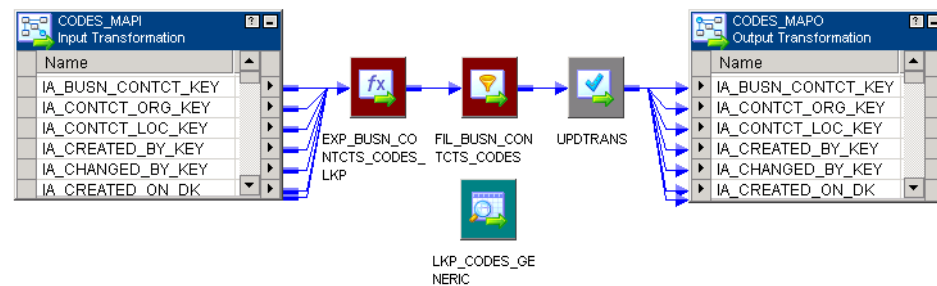 CODES_MAPI
Input Transformation
Name
IA_BUSN_CONTCT_KEY
IA_CONTCT_ORG_KEY
IA_CONTCT_LOC_KEY
IA_CREATED_BY_KEY
IA_CHANGED_BY_KEY
IA_CREATED_ON_DK
fx
EXP_BUSN_CO
NTCTS_CODES_
LKP
FIL_BUSN_CON
TCTS_CODES
UPDTRANS
LKP_CODES_GE
NERIC
CODES_MAPO
Output Transformation
Name
IA_BUSN_CONTCT_KEY
IA_CONTCT_ORG_KEY
IA_CONTCT_LOC_KEY
IA_CREATED_BY_KEY
IA_CHANGED_BY_KEY
IA_CREATED_ON_DK